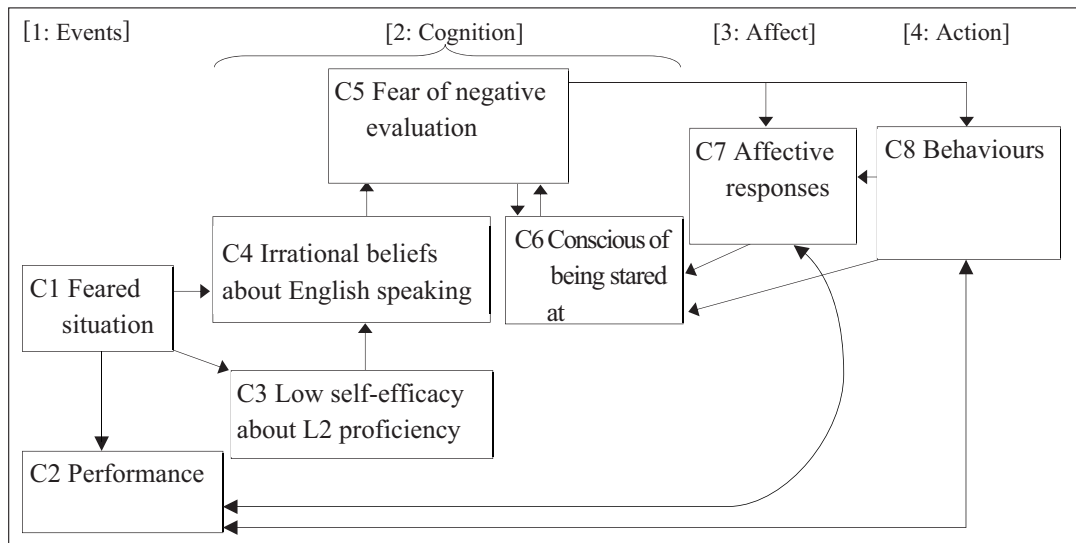 [1: Events] [2: Cognition] [3: Affect] [4: Action]
C5 Fear of negative
evaluation
C7 Affective
responses
C8 Behaviours
C4 Irrational beliefs
about English speaking
C6 Conscious of
being stared
at
C1 Feared
situation
C3 Low self-efficacy
about L2 proficiency
C2 Performance